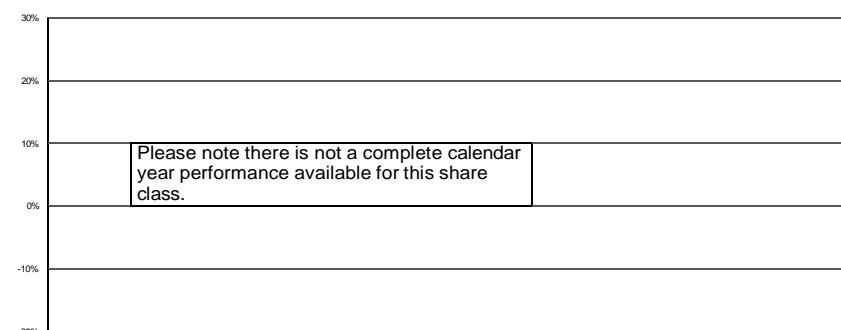 30%
20%
10%
Please note there is not a complete calendar
year performance available for this share
class.
0%
-10%